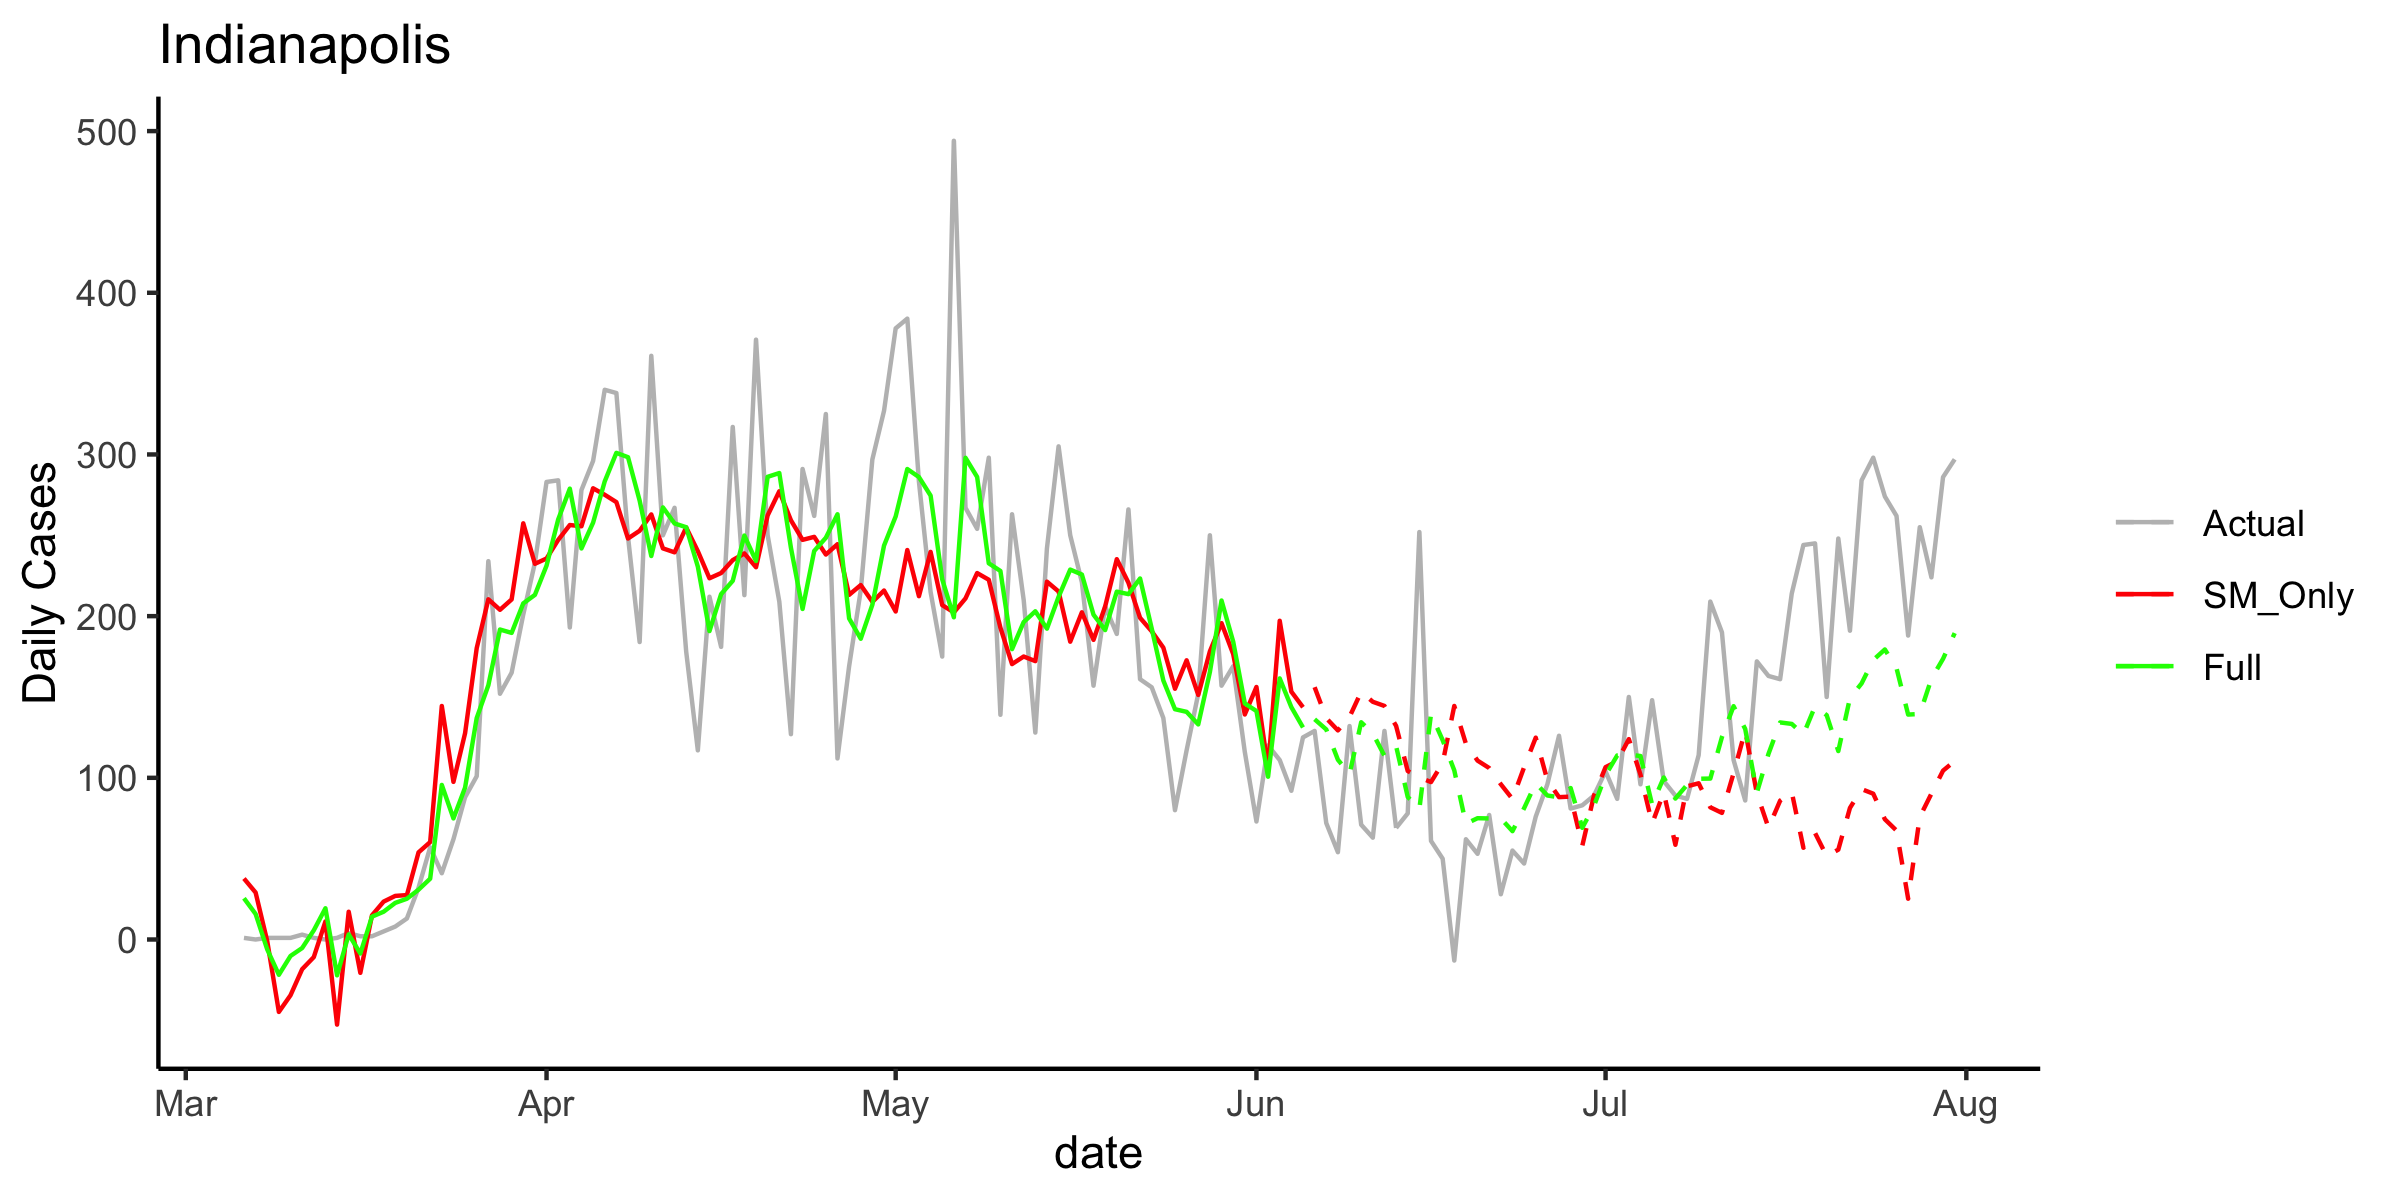 Indianapolis
500
400
300
200
100
0
Daily Cases
Mar
Apr
May
Jun
Jul
Aug
date
Actual
SM_Only
Full